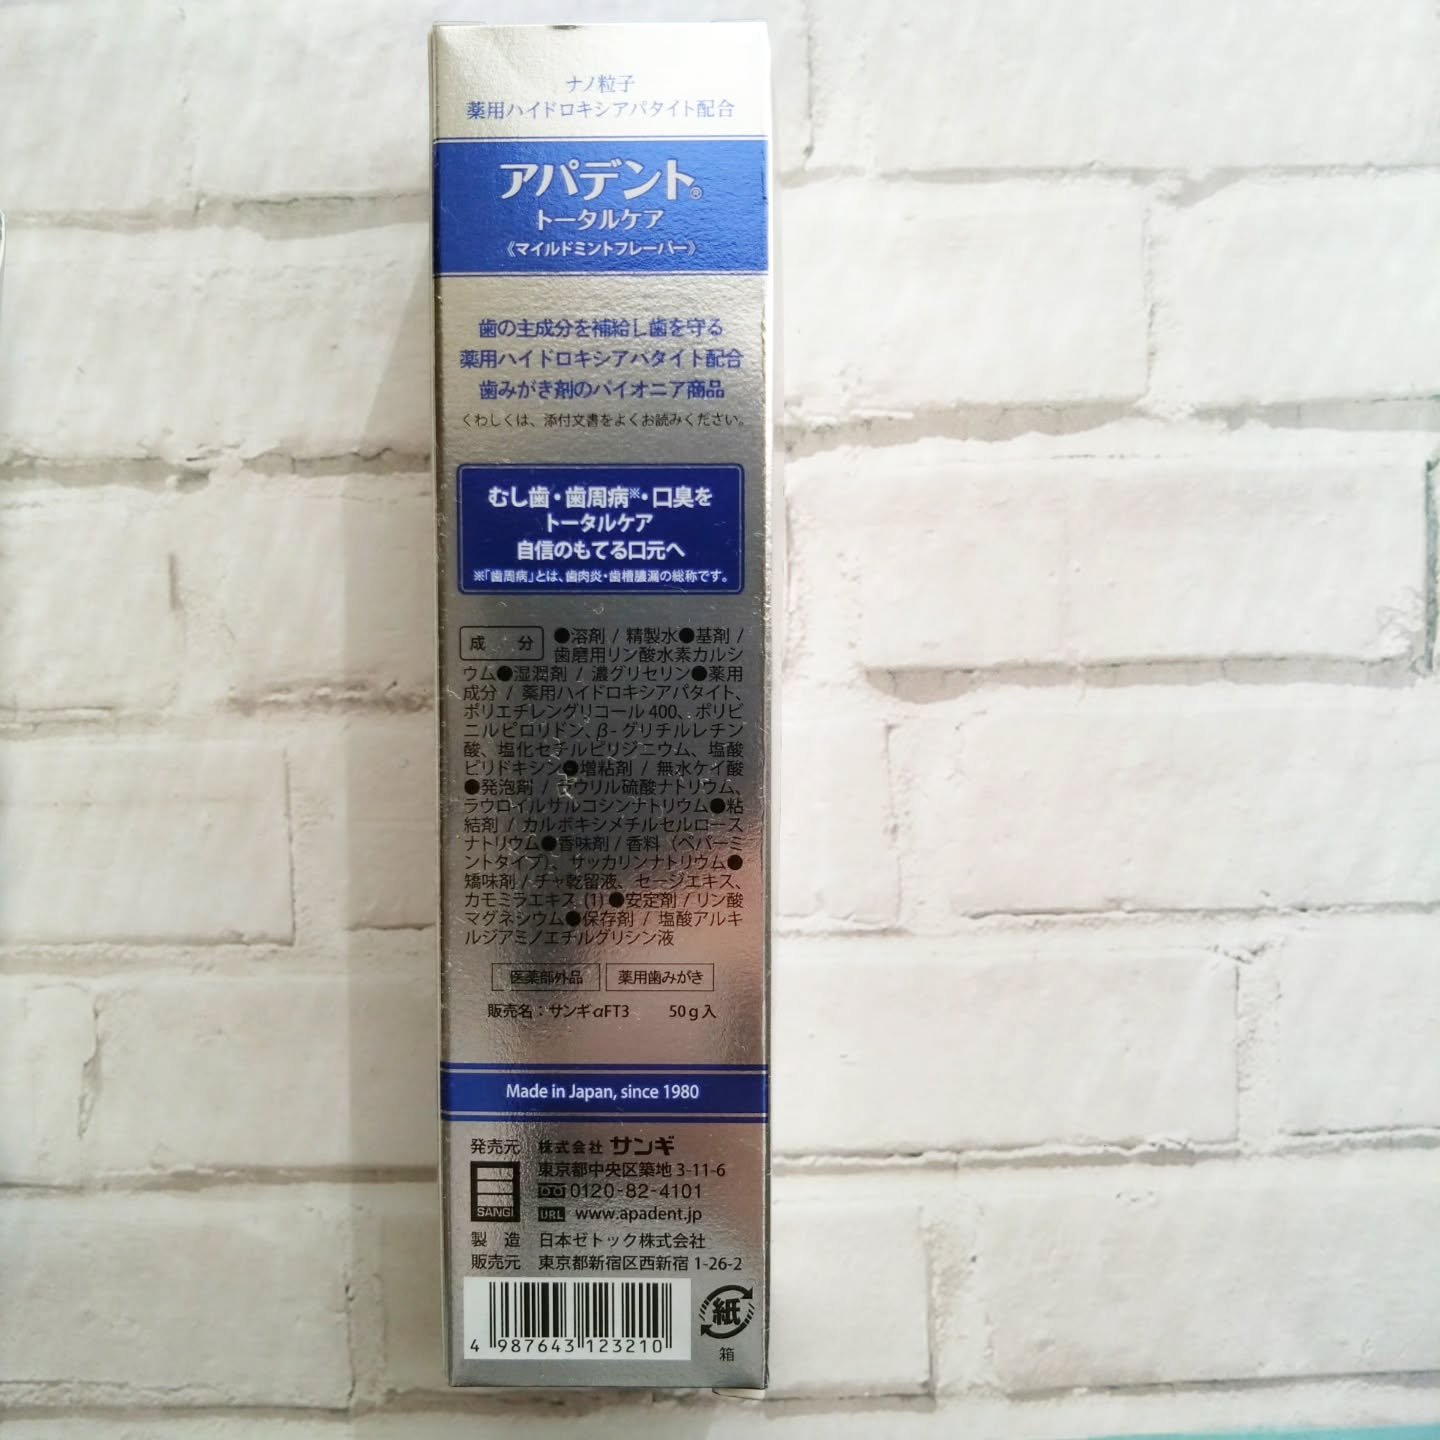 ナノ粒子
薬用ハイドロキシアパタイト配合
アパデント®
トータルケア
《マイルドミントフレーバー》
歯の主成分を補給し歯を守る
薬用ハイドロキシアパタイト配合
歯みがき剤のパイオニア商品
くわしくは、添付文書をよくお読みください。
むし歯・歯周病※・口臭を
トータルケア
自信のもてる口元へ
※「歯周病」とは、歯肉炎・歯槽膿漏の総称です。
成 分 ●溶剤 / 精製水●基剤 /
歯磨用リン酸水素カルシ
ウム●湿潤剤 / 濃グリセリン●薬用
成分 / 薬用ハイドロキシアパタイト、
ポリエチレングリコール400、ポリビ
ニルピロリドン、β-グリチルレチン
酸、塩化セチルピリジニウム、塩酸
ピリドキシン●増粘剤 / 無水ケイ酸
●発泡剤 / ラウリル硫酸ナトリウム、
ラウロイルサルコシンナトリウム●粘
結剤 / カルボキシメチルセルロース
ナトリウム●香味剤 / 香料（ペパーミ
ントタイプ）、サッカリンナトリウム●
矯味剤 / チャ乾留液、セージエキス、
カモミラエキス (1) ●安定剤 / リン酸
マグネシウム●保存剤 / 塩酸アルキ
ルジアミノエチルグリシン液
医薬部外品 薬用歯みがき
販売名：サンギαFT3 50g入
Made in Japan, since 1980
発売元 株式会社 サンギ
東京都中央区築地 3-11-6
0120-82-4101
SANGI
URL www.apadent.jp
製 造 日本ゼトック株式会社
販売元 東京都新宿区西新宿 1-26-2
4 987643 123210
紙
箱